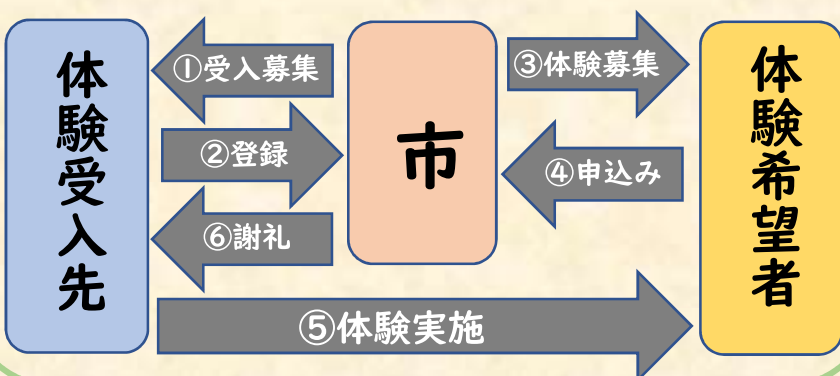 体験受入先
①受入募集
②登録
⑥謝礼
市
③体験募集
④申込み
⑤体験実施
体験希望者